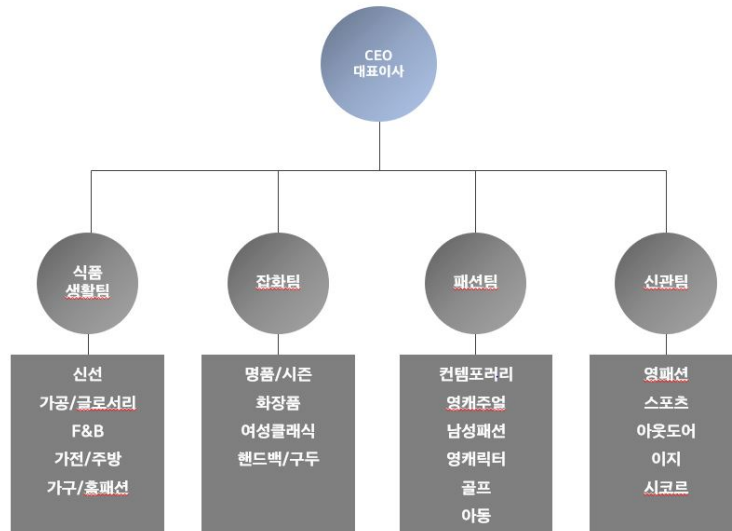 CEO
대표이사
식품
생활팀
잡화팀
패션팀
신관팀
신선
가공/글로서리
F&B
가전/주방
가구/홈패션
명품/시즌
화장품
여성클래식
핸드백/구두
컨템포러리
영캐주얼
남성패션
영캐릭터
골프
아동
영패션
스포츠
아웃도어
이지
시코르